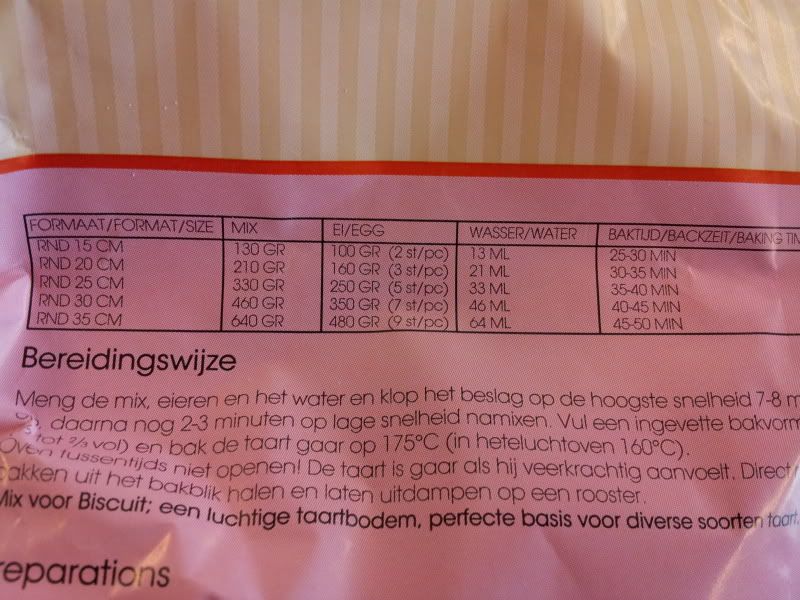 FORMAAT/FORMAT/SIZE MIX EI/EGG WASSER/WATER BAKTIJD/BACKZEIT/BAKING TIM
RND 15 CM 130 GR 100 GR (2 st/pc) 13 ML 25-30 MIN
RND 20 CM 210 GR 160 GR (3 st/pc) 21 ML 30-35 MIN
RND 25 CM 330 GR 250 GR (5 st/pc) 33 ML 35-40 MIN
RND 30 CM 460 GR 350 GR (7 st/pc) 46 ML 40-45 MIN
RND 35 CM 640 GR 480 GR (9 st/pc) 64 ML 45-50 MIN
Bereidingswijze
Meng de mix, eieren en het water en klop het beslag op de hoogste snelheid 7-8 m
daarna nog 2-3 minuten op lage snelheid namixen. Vul een ingevette bakvorm
tot ⅔ vol) en bak de taart gaar op 175°C (in heteluchtoven 160°C).
Oven tussentijds niet openen! De taart is gaar als hij veerkrachtig aanvoelt. Direct
akken uit het bakblik halen en laten uitdampen op een rooster.
Mix voor Biscuit; een luchtige taartbodem, perfecte basis voor diverse soorten taart.
reparations